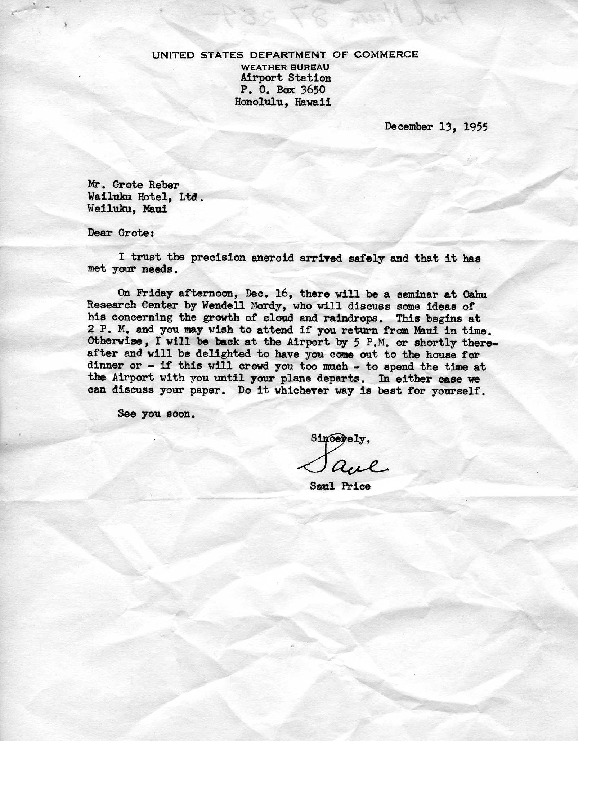 UNITED STATES DEPARTMENT OF COMMERCE
WEATHER BUREAU
Airport Station
P. O. Box 3650
Honolulu, Hawaii
December 13, 1955
Mr. Grote Reber
Wailuku Hotel, Ltd.
Wailuku, Maui
Dear Grote:
I trust the precision aneroid arrived safely and that it has
met your needs.
On Friday afternoon, Dec. 16, there will be a seminar at Oahu
Research Center by Wendell Mordy, who will discuss some ideas of
his concerning the growth of cloud and raindrops. This begins at
2 P. M. and you may wish to attend if you return from Maui in time.
Otherwise, I will be back at the Airport by 5 P.M. or shortly there-
after and will be delighted to have you come out to the house for
dinner or - if this will crowd you too much - to spend the time at
the Airport with you until your plane departs. In either case we
can discuss your paper. Do it whichever way is best for yourself.
See you soon.
Sincerely,
Saul
Saul Price